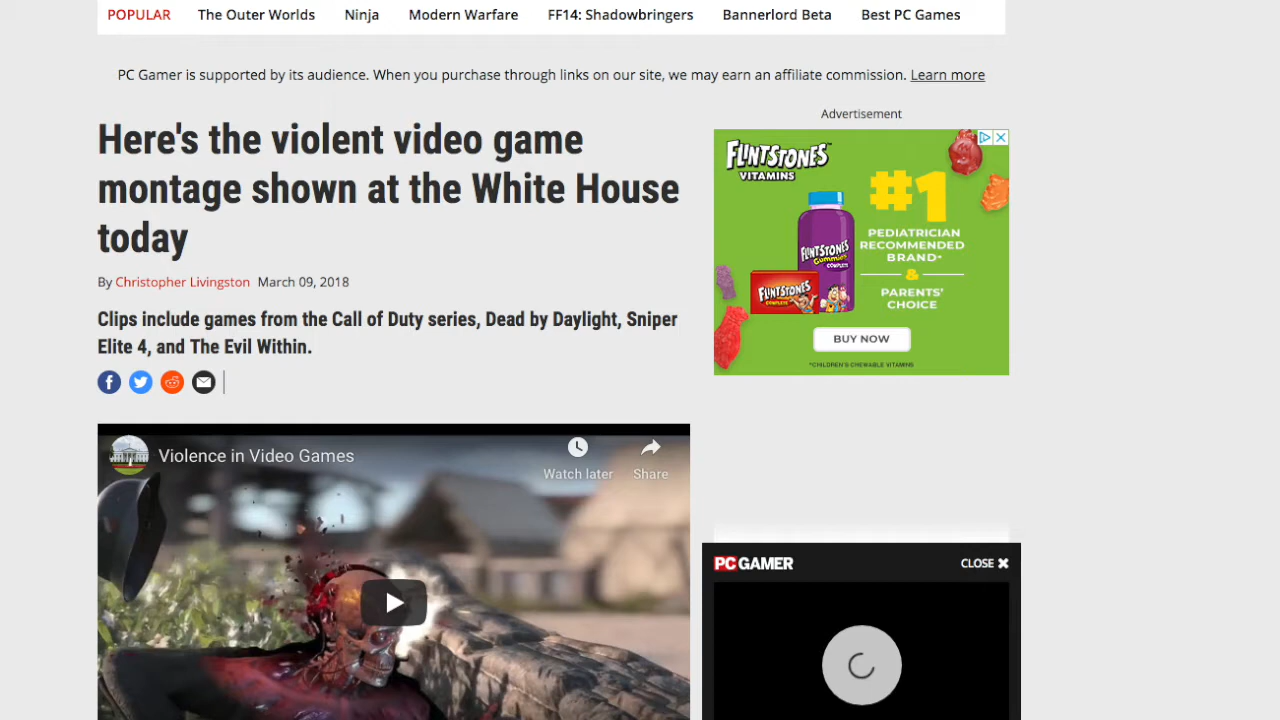 POPULAR The Outer Worlds Ninja Modern Warfare FF14: Shadowbringers Bannerlord Beta Best PC Games
PC Gamer is supported by its audience. When you purchase through links on our site, we may earn an affiliate commission. Learn more
Here's the violent video game
montage shown at the White House
today
By Christopher Livingston March 09, 2018
Clips include games from the Call of Duty series, Dead by Daylight, Sniper
Elite 4, and The Evil Within.
Violence in Video Games
Watch later Share
Advertisement
FLINTSTONES
VITAMINS
#1
PEDIATRICIAN
RECOMMENDED
BRAND*
&
PARENTS'
CHOICE
FLINTSTONES
Gummies
COMPLETE
FLINTSTONES
COMPLETE
BUY NOW
*CHILDREN'S CHEWABLE VITAMINS
PC GAMER CLOSE